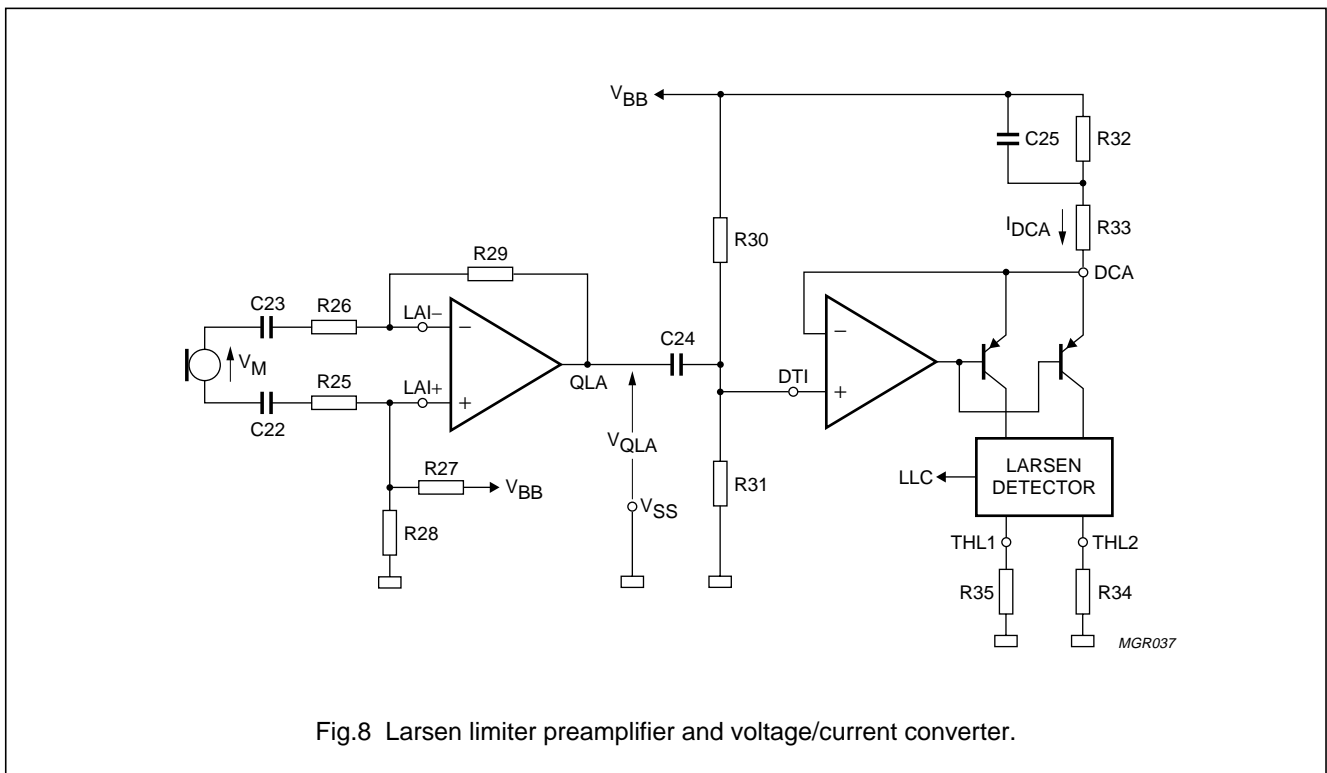 VBB
C25
R32
IDCA
R33
R30
DCA
R29
C23
R26
LAI−
−
VM
C24
−
DTI
+
C22
R25
LAI+
+
QLA
VQLA
R27
VBB
R28
VSS
R31
LLC
LARSEN
DETECTOR
THL1
THL2
R35
R34
MGR037
Fig.8 Larsen limiter preamplifier and voltage/current converter.